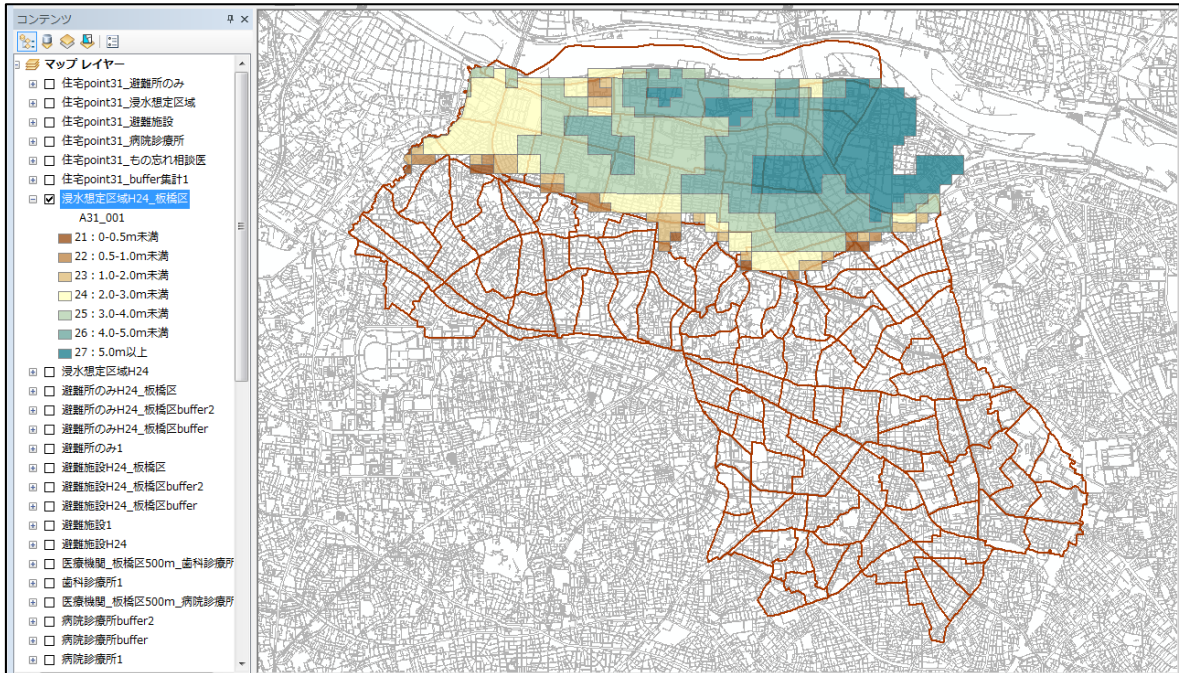 コンテンツ
マップ レイヤー
住宅point31_避難所のみ
住宅point31_浸水想定区域
住宅point31_避難施設
住宅point31_病院診療所
住宅point31_もの忘れ相談医
住宅point31_buffer集計1
浸水想定区域H24_板橋区
A31_001
21：0-0.5m未満
22：0.5-1.0m未満
23：1.0-2.0m未満
24：2.0-3.0m未満
25：3.0-4.0m未満
26：4.0-5.0m未満
27：5.0m以上
浸水想定区域H24
避難所のみH24_板橋区
避難所のみH24_板橋区buffer2
避難所のみH24_板橋区buffer
避難所のみ1
避難施設H24_板橋区
避難施設H24_板橋区buffer2
避難施設H24_板橋区buffer
避難施設1
避難施設H24
医療機関_板橋区500m_歯科診療所
歯科診療所1
医療機関_板橋区500m_病院診療所
病院診療所buffer2
病院診療所buffer
病院診療所1